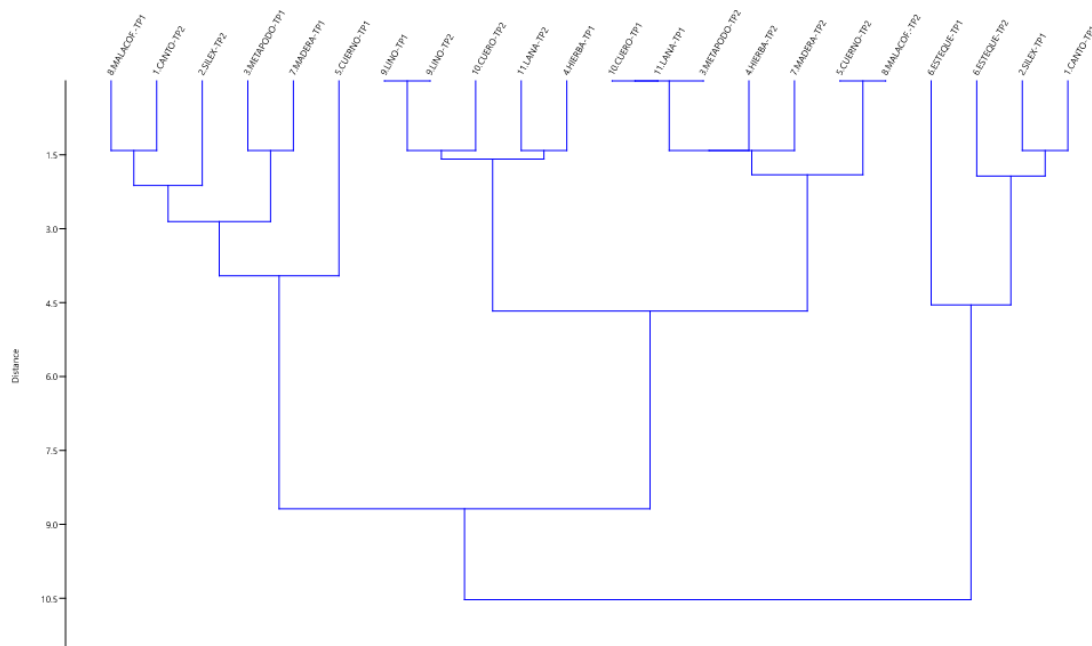 8.MALACOF.-TP1
1.CANTO-TP2
2.SILEX-TP2
3.METAPODO-TP1
7.MADERA-TP1
5.CUERNO-TP1
9.LINO-TP1
9.LINO-TP2
10.CUERO-TP2
11.LANA-TP2
4.HIERBA-TP1
10.CUERO-TP1
11.LANA-TP1
3.METAPODO-TP2
4.HIERBA-TP2
7.MADERA-TP2
5.CUERNO-TP2
8.MALACOF.-TP2
6.ESTEQUE-TP1
6.ESTEQUE-TP2
2.SILEX-TP1
1.CANTO-TP1
1.5
3.0
4.5
Distance
6.0
7.5
9.0
10.5